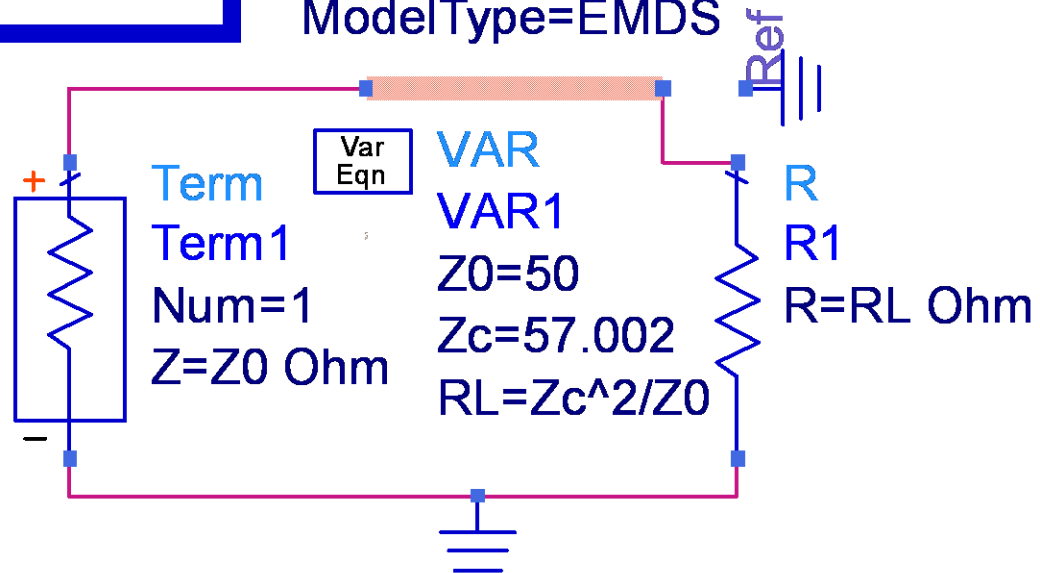 ModelType=EMDS
Ref
+
Var
Eqn
VAR
VAR1
Z0=50
Zc=57.002
RL=Zc^2/Z0
Term
Term1
Num=1
Z=Z0 Ohm
−
R
R1
R=RL Ohm